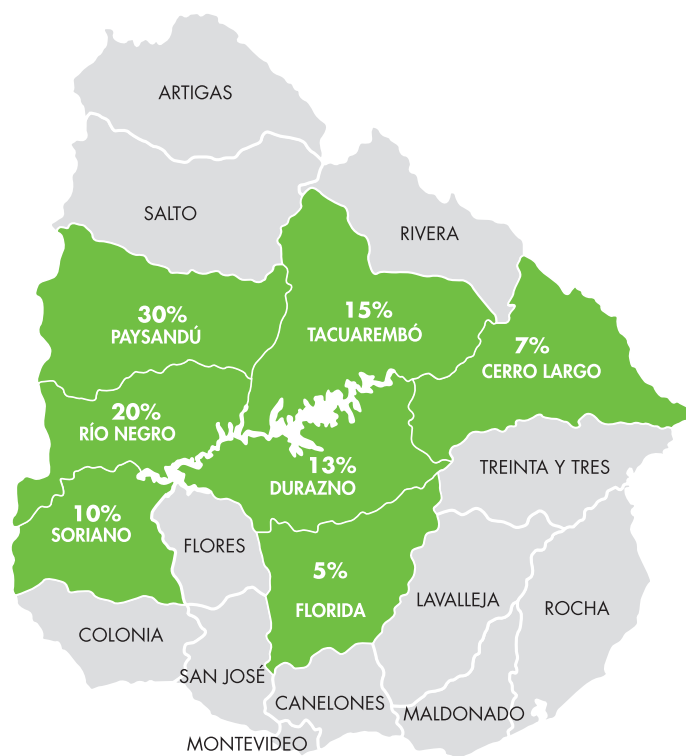 ARTIGAS
SALTO
RIVERA
30%
PAYSANDÚ
15%
TACUAREMBÓ
7%
CERRO LARGO
20%
RÍO NEGRO
13%
DURAZNO
TREINTA Y TRES
10%
SORIANO
FLORES
5%
FLORIDA
LAVALLEJA
ROCHA
COLONIA
SAN JOSÉ
CANELONES
MALDONADO
MONTEVIDEO